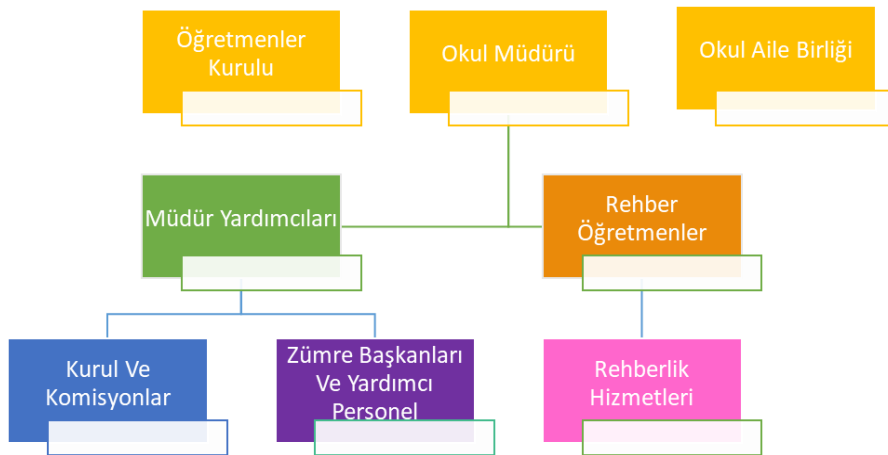 Öğretmenler
Kurulu
Okul Müdürü
Okul Aile Birliği
Müdür Yardımcıları
Rehber
Öğretmenler
Kurul Ve
Komisyonlar
Zümre Başkanları
Ve Yardımcı
Personel
Rehberlik
Hizmetleri